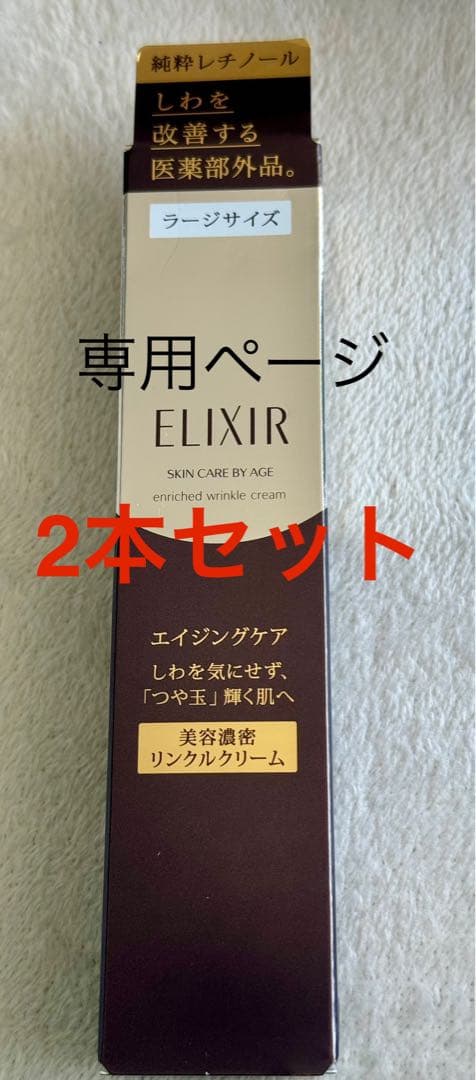 純粋レチノール
しわを
改善する
医薬部外品。
ラージサイズ
専用ページ
ELIXIR
SKIN CARE BY AGE
enriched wrinkle cream
2本セット
エイジングケア
しわを気にせず、
「つや玉」輝く肌へ
美容濃密
リンクルクリーム